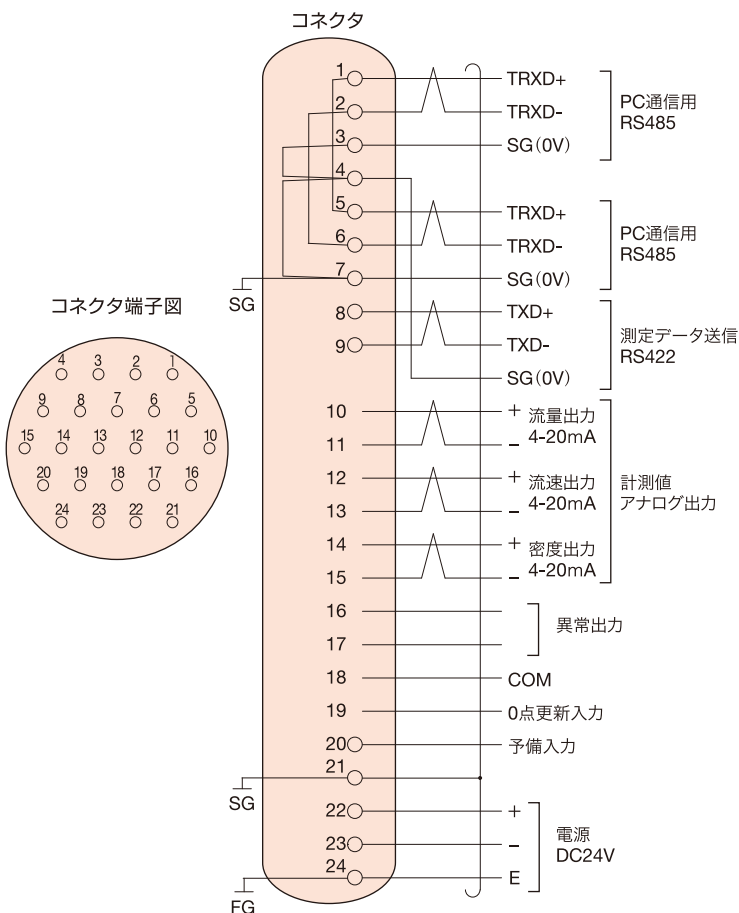 コネクタ
1
TRXD+
2
TRXD-
3
SG(0V)
PC通信用
RS485
4
5
TRXD+
6
TRXD-
7
SG(0V)
PC通信用
RS485
SG
8
TXD+
9
TXD-
SG(0V)
測定データ送信
RS422
10
+
11
-
流量出力
4-20mA
12
+
13
-
流速出力
4-20mA
14
+
15
-
密度出力
4-20mA
計測値
アナログ出力
16
17
異常出力
18
COM
19
0点更新入力
20
予備入力
21
SG
22
+
23
-
24
E
電源
DC24V
FG
コネクタ端子図
4 3 2 1
9 8 7 6 5
15 14 13 12 11 10
20 19 18 17 16
24 23 22 21